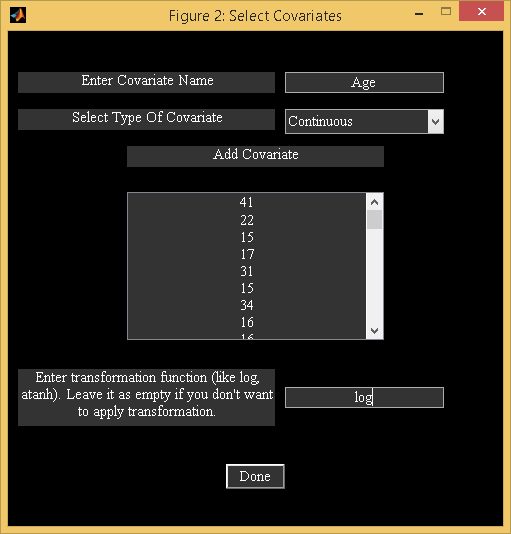 Figure 2: Select Covariates
Enter Covariate Name
Age
Select Type Of Covariate
Continuous
Add Covariate
41
22
15
17
31
15
34
16
16
Enter transformation function (like log,
atanh). Leave it as empty if you don't want
to apply transformation.
log
Done